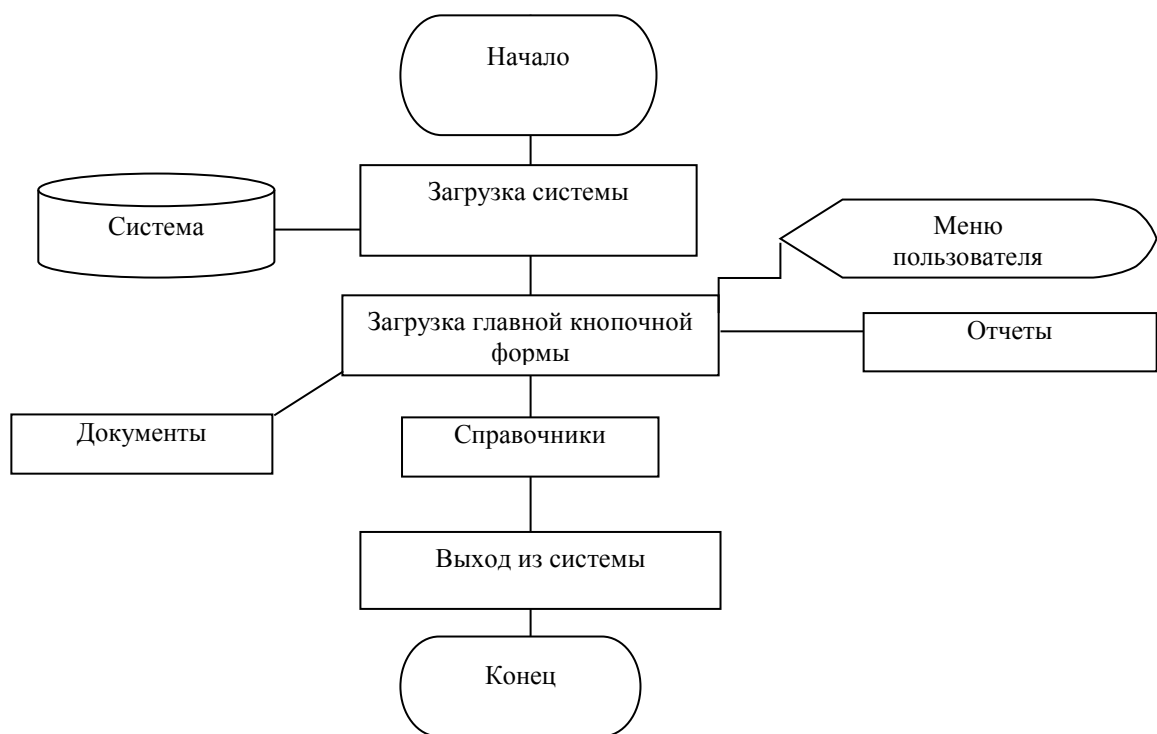 Начало
Загрузка системы
Система
Меню
пользователя
Загрузка главной кнопочной
формы
Отчеты
Документы
Справочники
Выход из системы
Конец